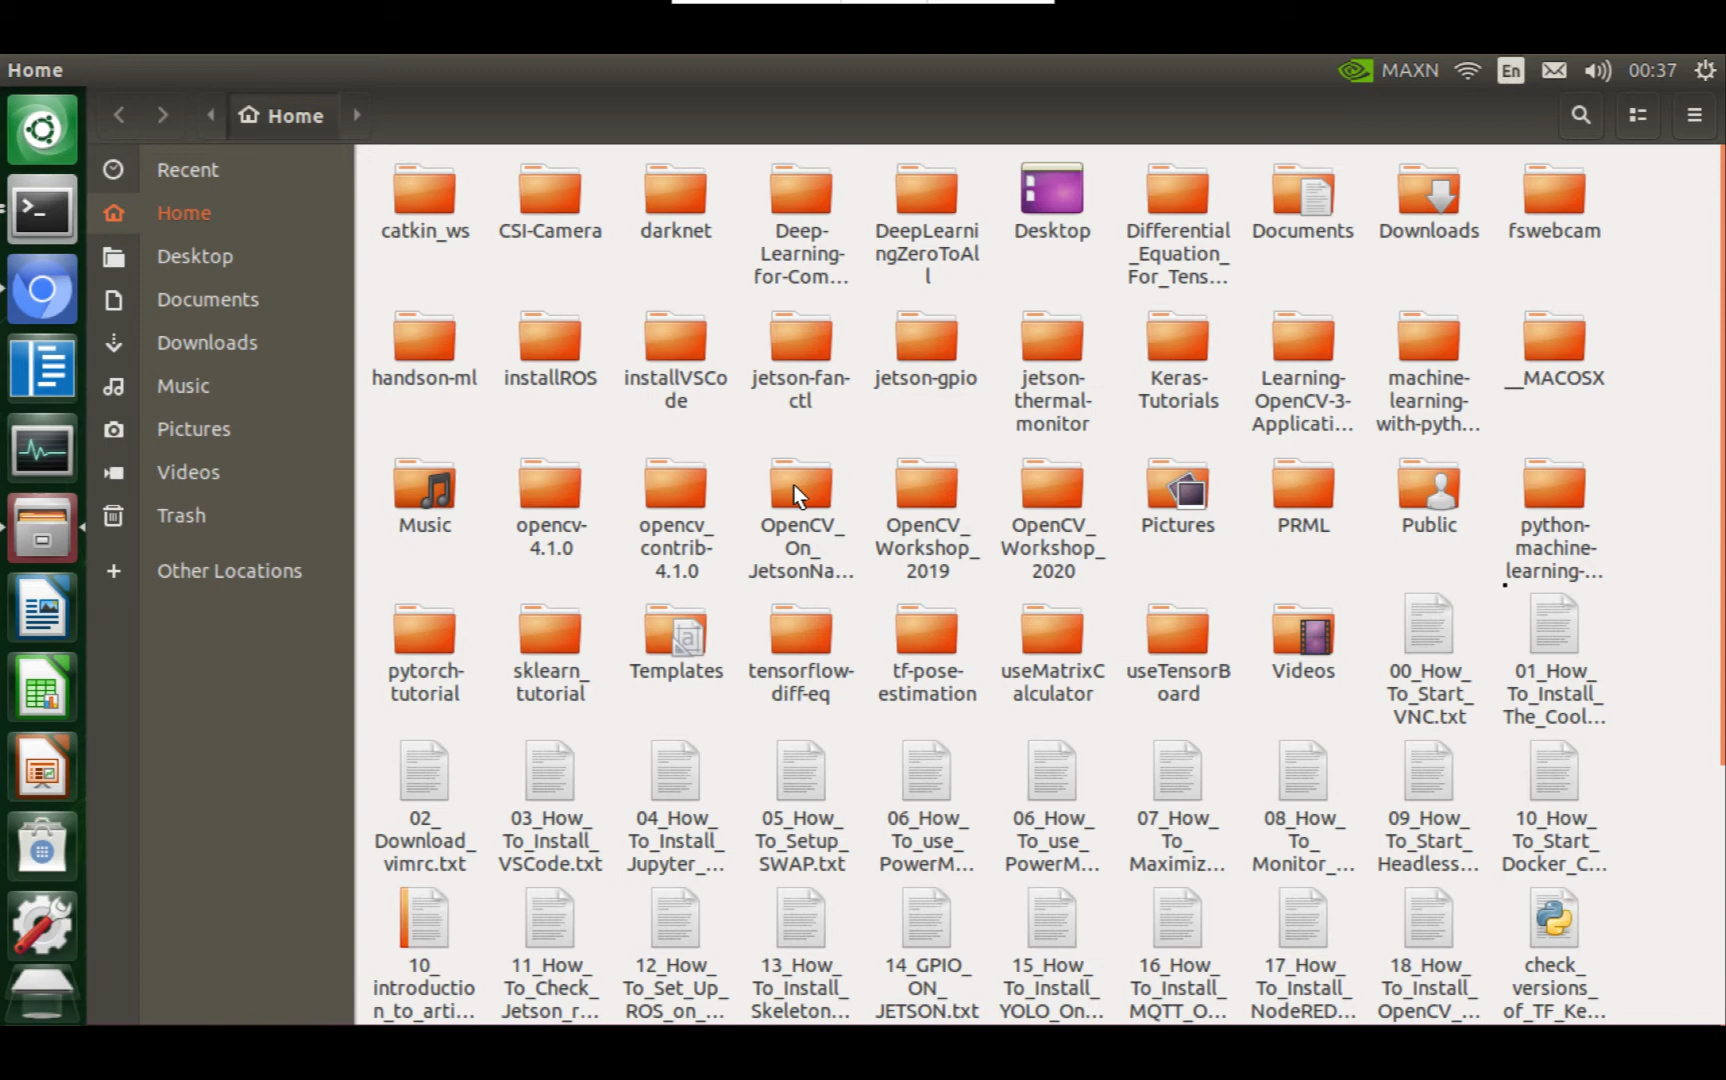 Home
MAXN
En
00:37
Home
Recent
Home
Desktop
Documents
Downloads
Music
Pictures
Videos
Trash
Other Locations
catkin_ws
CSI-Camera
darknet
Deep-
Learning-
for-Com...
DeepLearni
ngZeroToAl
l
Desktop
Differential
_Equation_
For_Tens...
Documents
Downloads
fswebcam
handson-ml
installROS
installVSCo
de
jetson-fan-
ctl
jetson-gpio
jetson-
thermal-
monitor
Keras-
Tutorials
Learning-
OpenCV-3-
Applicati...
machine-
learning-
with-pyth...
__MACOSX
Music
opencv-
4.1.0
opencv_
contrib-
4.1.0
OpenCV_
On_
JetsonNa...
OpenCV_
Workshop_
2019
OpenCV_
Workshop_
2020
Pictures
PRML
Public
python-
machine-
learning-...
pytorch-
tutorial
sklearn_
tutorial
Templates
tensorflow-
diff-eq
tf-pose-
estimation
useMatrixC
alculator
useTensorB
oard
Videos
00_How_
To_Start_
VNC.txt
01_How_
To_Install_
The_Cool...
02_
Download_
vimrc.txt
03_How_
To_Install_
VSCode.txt
04_How_
To_Install_
Jupyter_...
05_How_
To_Setup_
SWAP.txt
06_How_
To_use_
PowerM...
06_How_
To_use_
PowerM...
07_How_
To_
Maximiz...
08_How_
To_
Monitor_...
09_How_
To_Start_
Headless...
10_How_
To_Start_
Docker_C...
10_
introductio
n_to_arti...
11_How_
To_Check_
Jetson_r...
12_How_
To_Set_Up_
ROS_on_...
13_How_
To_Install_
Skeleton...
14_GPIO_
ON_
JETSON.txt
15_How_
To_Install_
YOLO_On...
16_How_
To_Install_
MQTT_O...
17_How_
To_Install_
NodeRED...
18_How_
To_Install_
OpenCV_...
check_
versions_
of_TF_Ke...